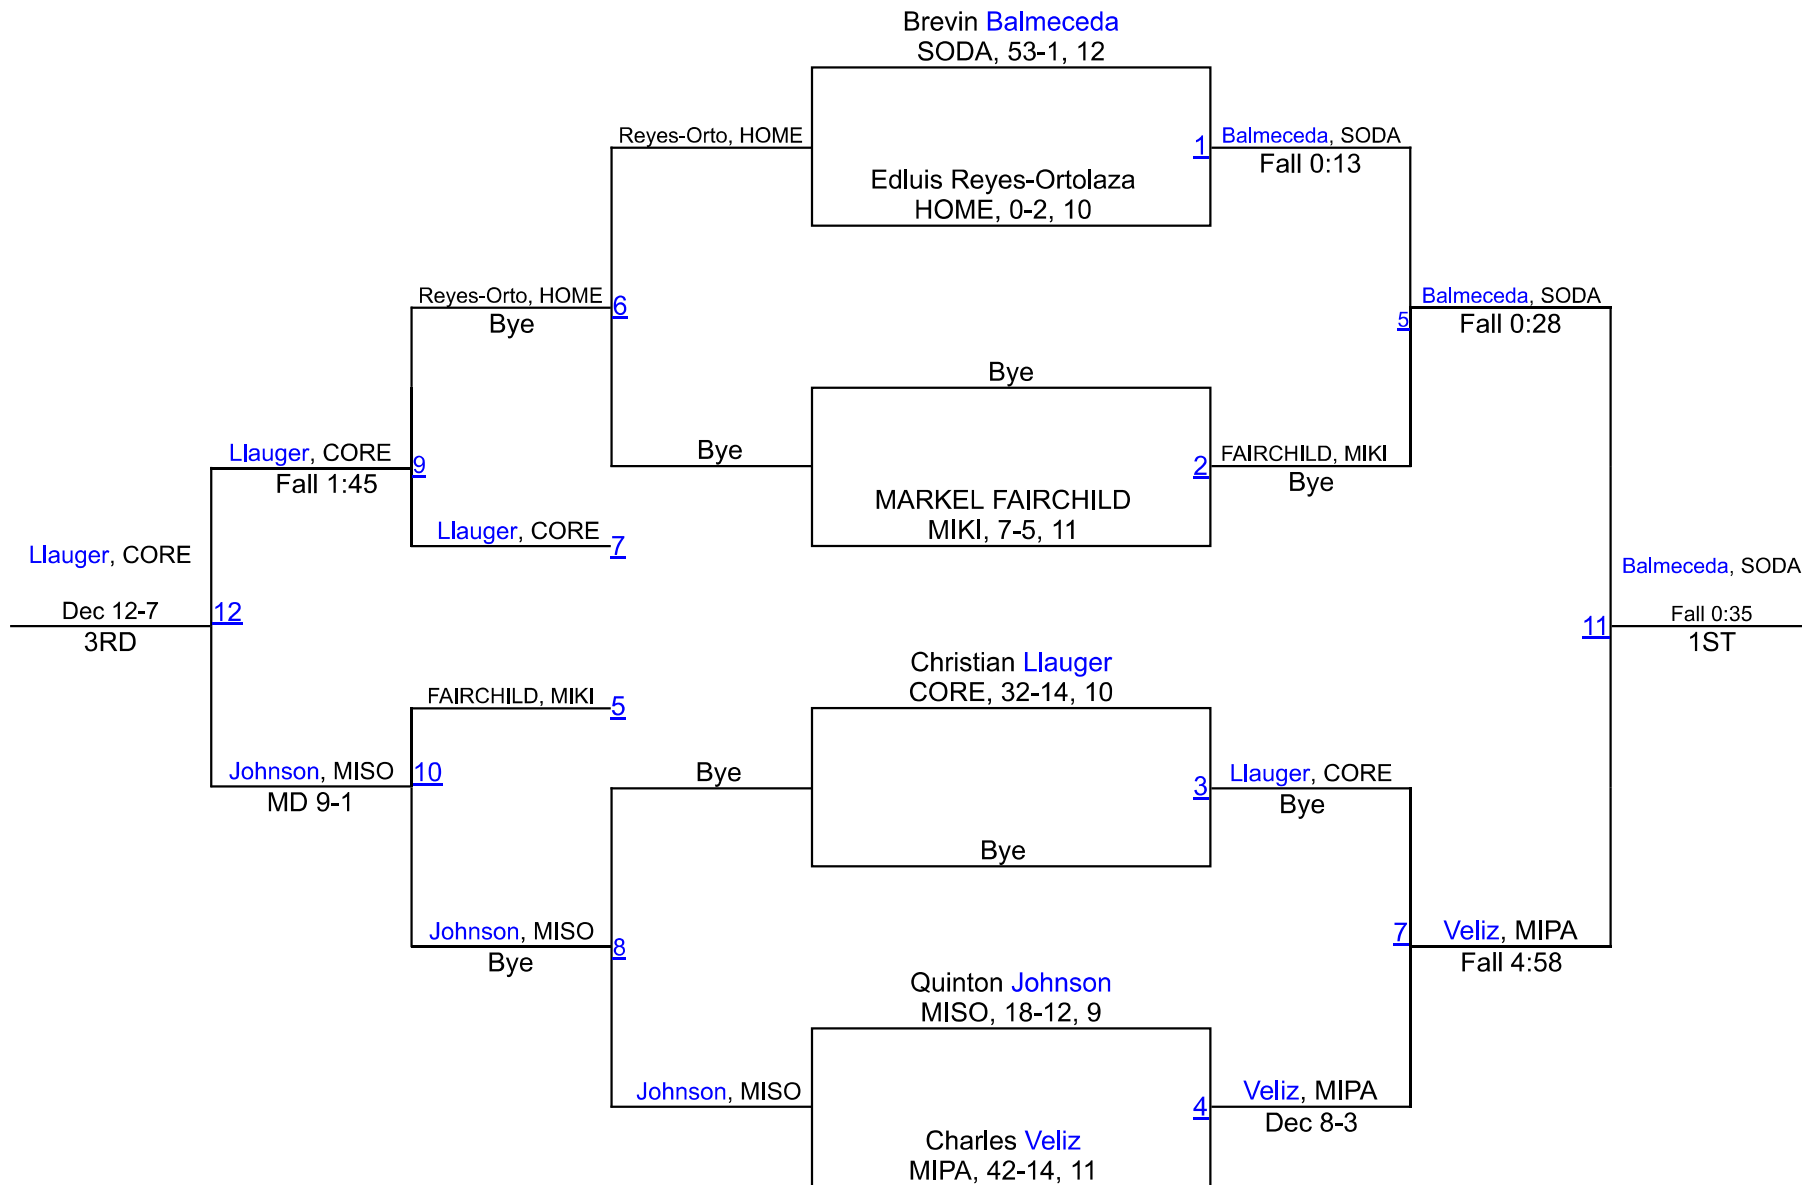 Brevin Balmeceda
SODA, 53-1, 12
Reyes-Orto, HOME
1
Balmeceda, SODA
Fall 0:13
Edluis Reyes-Ortolaza
HOME, 0-2, 10
Reyes-Orto, HOME
Bye
6
5
Balmeceda, SODA
Fall 0:28
Bye
Llauger, CORE
Fall 1:45
9
Bye
2
FAIRCHILD, MIKI
Bye
MARKEL FAIRCHILD
MIKI, 7-5, 11
Llauger, CORE
7
Llauger, CORE
Dec 12-7
3RD
12
Balmeceda, SODA
11
Fall 0:35
1ST
Christian Llauger
CORE, 32-14, 10
FAIRCHILD, MIKI
5
Johnson, MISO
MD 9-1
10
Bye
3
Llauger, CORE
Bye
Bye
Johnson, MISO
Bye
8
7
Veliz, MIPA
Fall 4:58
Quinton Johnson
MISO, 18-12, 9
Johnson, MISO
4
Veliz, MIPA
Dec 8-3
Charles Veliz
MIPA, 42-14, 11